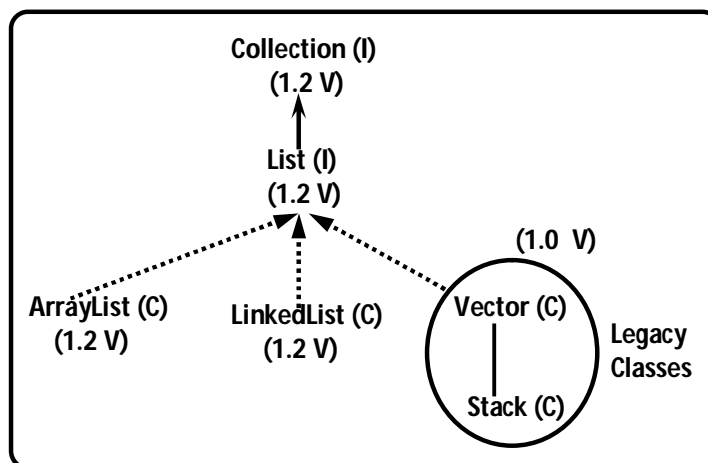 Collection (I)
(1.2 V)
List (I)
(1.2 V)
(1.0 V)
ArrayList (C)
(1.2 V)
LinkedList (C)
(1.2 V)
Vector (C)
Legacy
Classes
Stack (C)